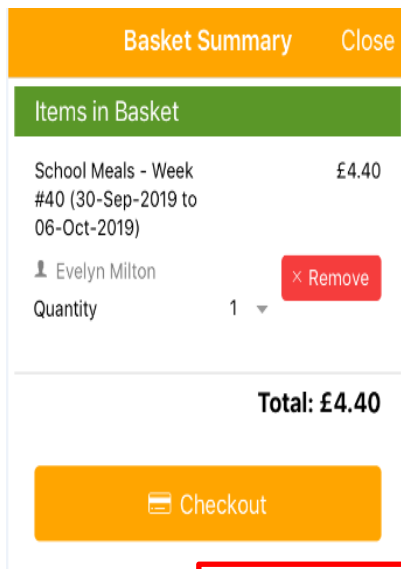 Basket Summary Close
Items in Basket
School Meals - Week £4.40
#40 (30-Sep-2019 to
06-Oct-2019)
Evelyn Milton
× Remove
Quantity 1
Total: £4.40
Checkout